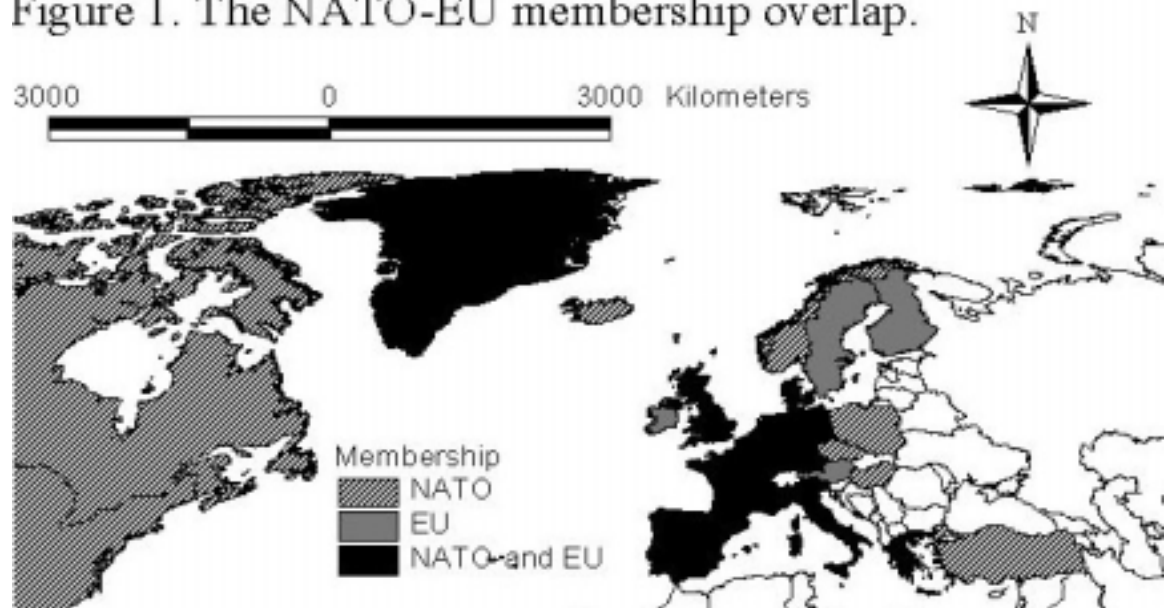 Figure 1. The NATO-EU membership overlap.
N
3000 0 3000 Kilometers
Membership
NATO
EU
NATO and EU